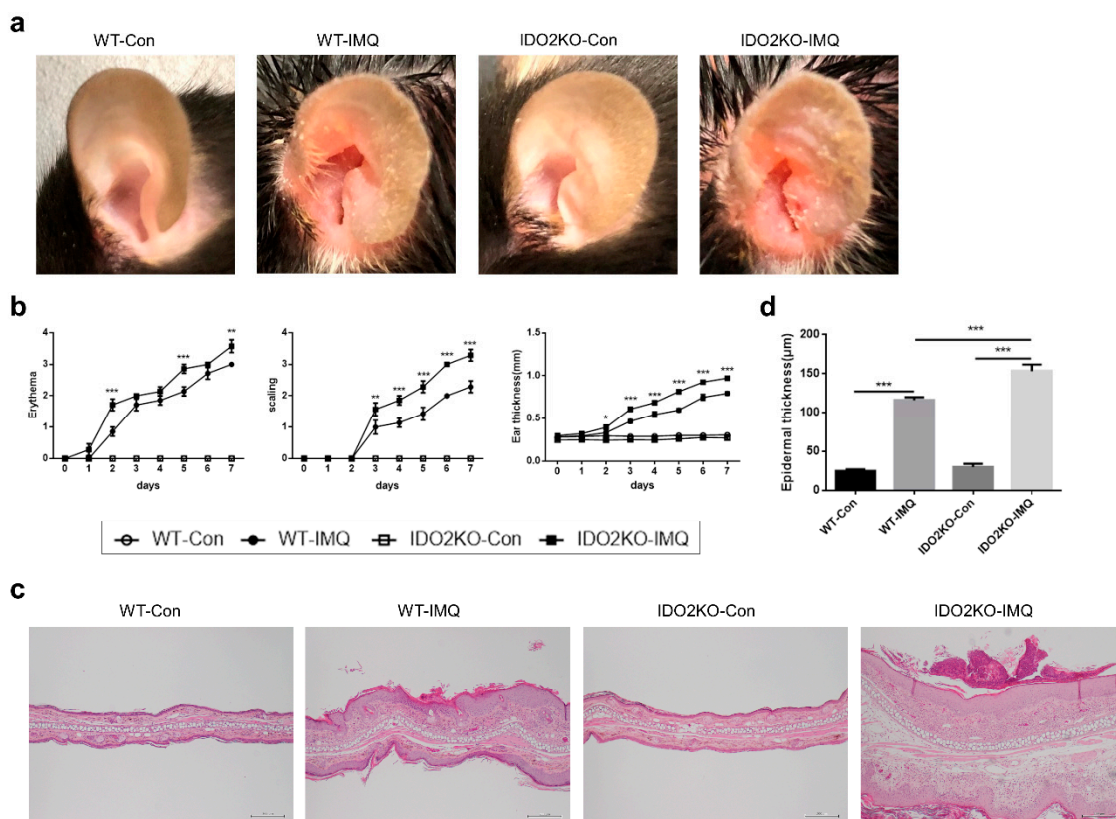 a
WT-Con WT-IMQ IDO2KO-Con IDO2KO-IMQ
b
Erythema
4
3
2
1
0
*** *** **
0 1 2 3 4 5 6 7
days
scaling
4
3
2
1
0
** *** *** *** ***
0 1 2 3 4 5 6 7
days
Ear thickness(mm)
1.5
1.0
0.5
0.0
* *** *** *** *** ***
0 1 2 3 4 5 6 7
days
WT-Con WT-IMQ IDO2KO-Con IDO2KO-IMQ
d
Epidermal thickness(μm)
200
150
100
50
0
***
***
***
WT-Con WT-IMQ IDO2KO-Con IDO2KO-IMQ
c
WT-Con WT-IMQ IDO2KO-Con IDO2KO-IMQ